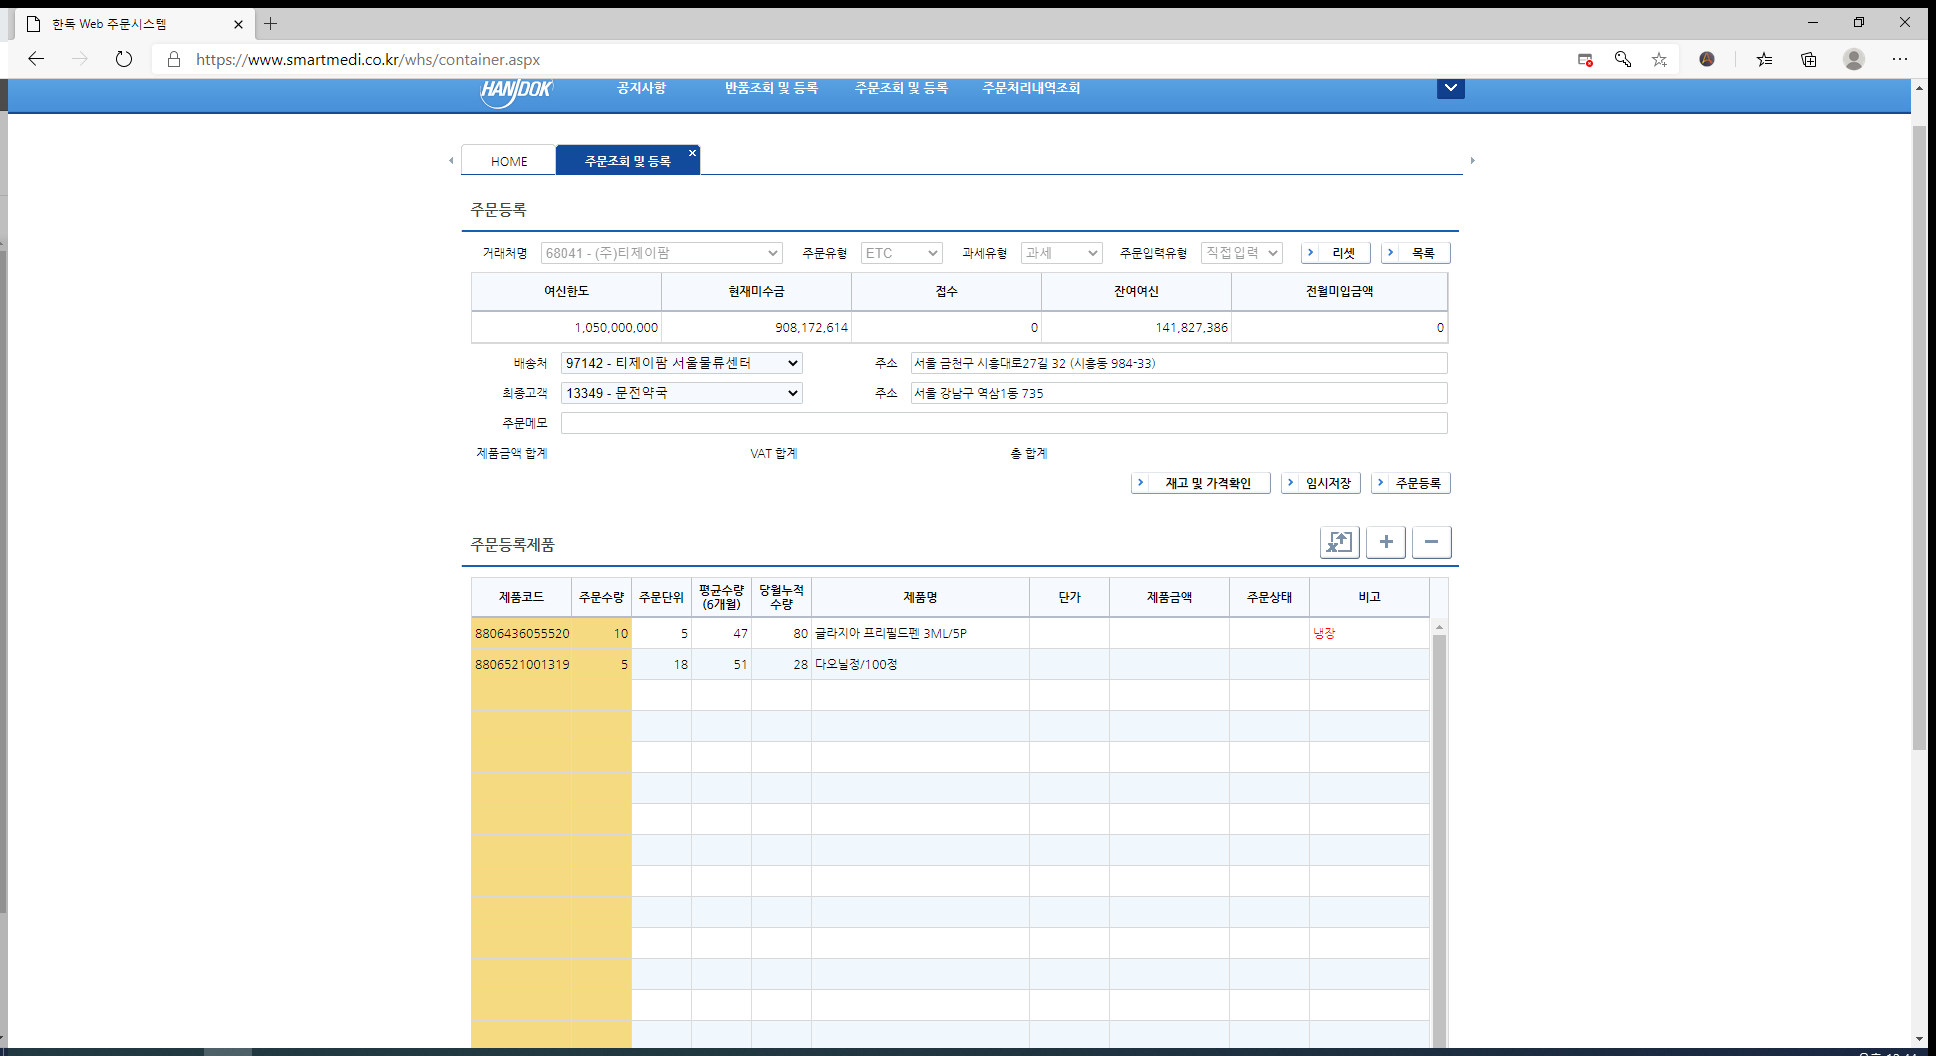 한독 Web 주문시스템
https://www.smartmedi.co.kr/whs/container.aspx
HANDOK 공지사항 반품조회 및 등록 주문조회 및 등록 주문처리내역조회
HOME 주문조회 및 등록
주문등록
거래처명 68041 - (주)티제이팜 주문유형 ETC 과세유형 과세 주문입력유형 직접입력 리셋 목록
여신한도 현재미수금 접수 잔여여신 전월미입금액
1,050,000,000 908,172,614 0 141,827,386 0
배송처 97142 - 티제이팜 서울물류센터 주소 서울 금천구 시흥대로27길 32 (시흥동 984-33)
최종고객 13349 - 문전약국 주소 서울 강남구 역삼1동 735
주문메모
제품금액 합계 VAT 합계 총 합계
재고 및 가격확인 임시저장 주문등록
주문등록제품
제품코드 주문수량 주문단위 평균수량 (6개월) 당월누적 수량 제품명 단가 제품금액 주문상태 비고
8806436055520 10 5 47 80 글라지아 프리필드펜 3ML/5P 냉장
8806521001319 5 18 51 28 다오닐정/100정